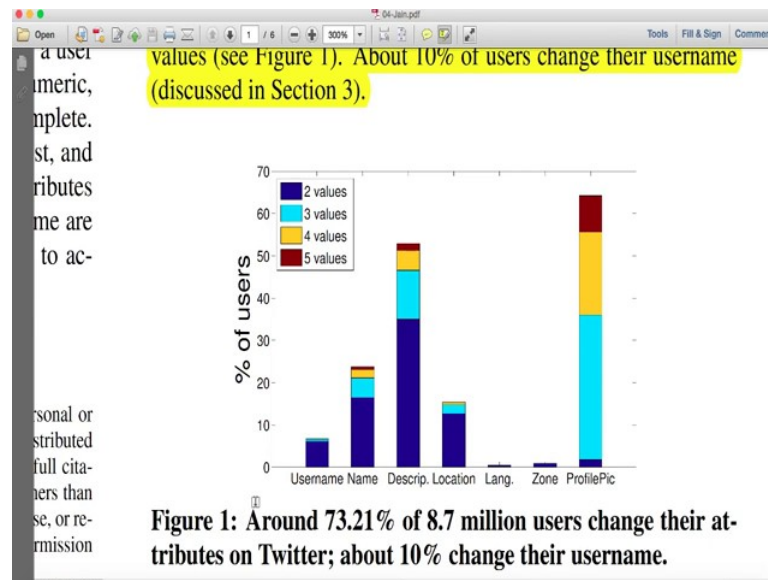 04-Jain.pdf
Open 1 / 6 300% Tools Fill & Sign Commen
a user
umeric,
mplete.
st, and
ributes
me are
to ac-
rsonal or
stributed
full cita-
ners than
se, or re-
rmission
values (see Figure 1). About 10% of users change their username
(discussed in Section 3).
70
60
50
40
30
20
10
0
% of users
2 values
3 values
4 values
5 values
Username Name Descrip. Location Lang. Zone ProfilePic
Figure 1: Around 73.21% of 8.7 million users change their at-
tributes on Twitter; about 10% change their username.